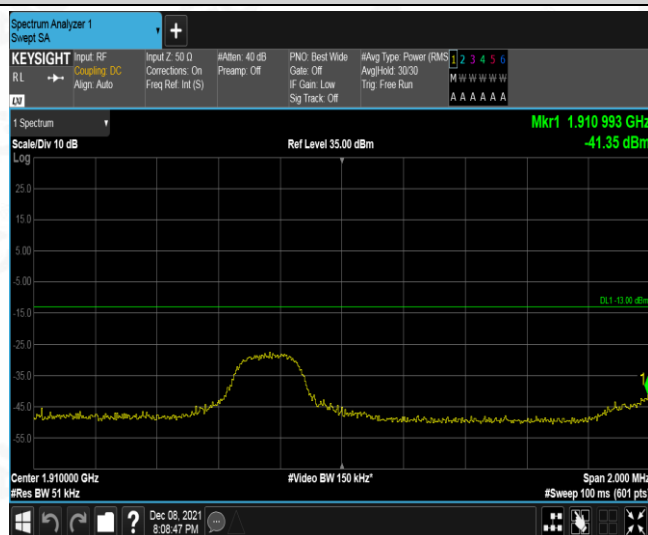 Spectrum Analyzer 1
Swept SA
+
KEYSIGHT Input: RF Input Z: 50 Ω #Atten: 40 dB PNO: Best Wide #Avg Type: Power (RMS 1 2 3 4 5 6
RL Coupling: DC Corrections: On Preamp: Off Gate: Off Avg|Hold: 30/30 M W W W W W
Align: Auto Freq Ref: Int (S) IF Gain: Low Trig: Free Run
Sig Track: Off A A A A A A
LXI
1 Spectrum Mkr1 1.910 993 GHz
Scale/Div 10 dB Ref Level 35.00 dBm -41.35 dBm
Log
25.0
15.0
5.00
-5.00
DL1 -13.00 dBm
-15.0
-25.0
-35.0
1
-45.0
-55.0
Center 1.910000 GHz #Video BW 150 kHz* Span 2.000 MHz
#Res BW 51 kHz #Sweep 100 ms (601 pts)
? Dec 08, 2021
8:08:47 PM